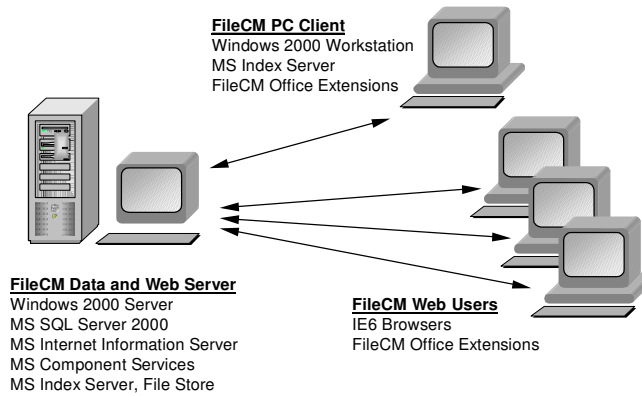 FileCM PC Client
Windows 2000 Workstation
MS Index Server
FileCM Office Extensions
FileCM Data and Web Server
Windows 2000 Server
MS SQL Server 2000
MS Internet Information Server
MS Component Services
MS Index Server, File Store
FileCM Web Users
IE6 Browsers
FileCM Office Extensions